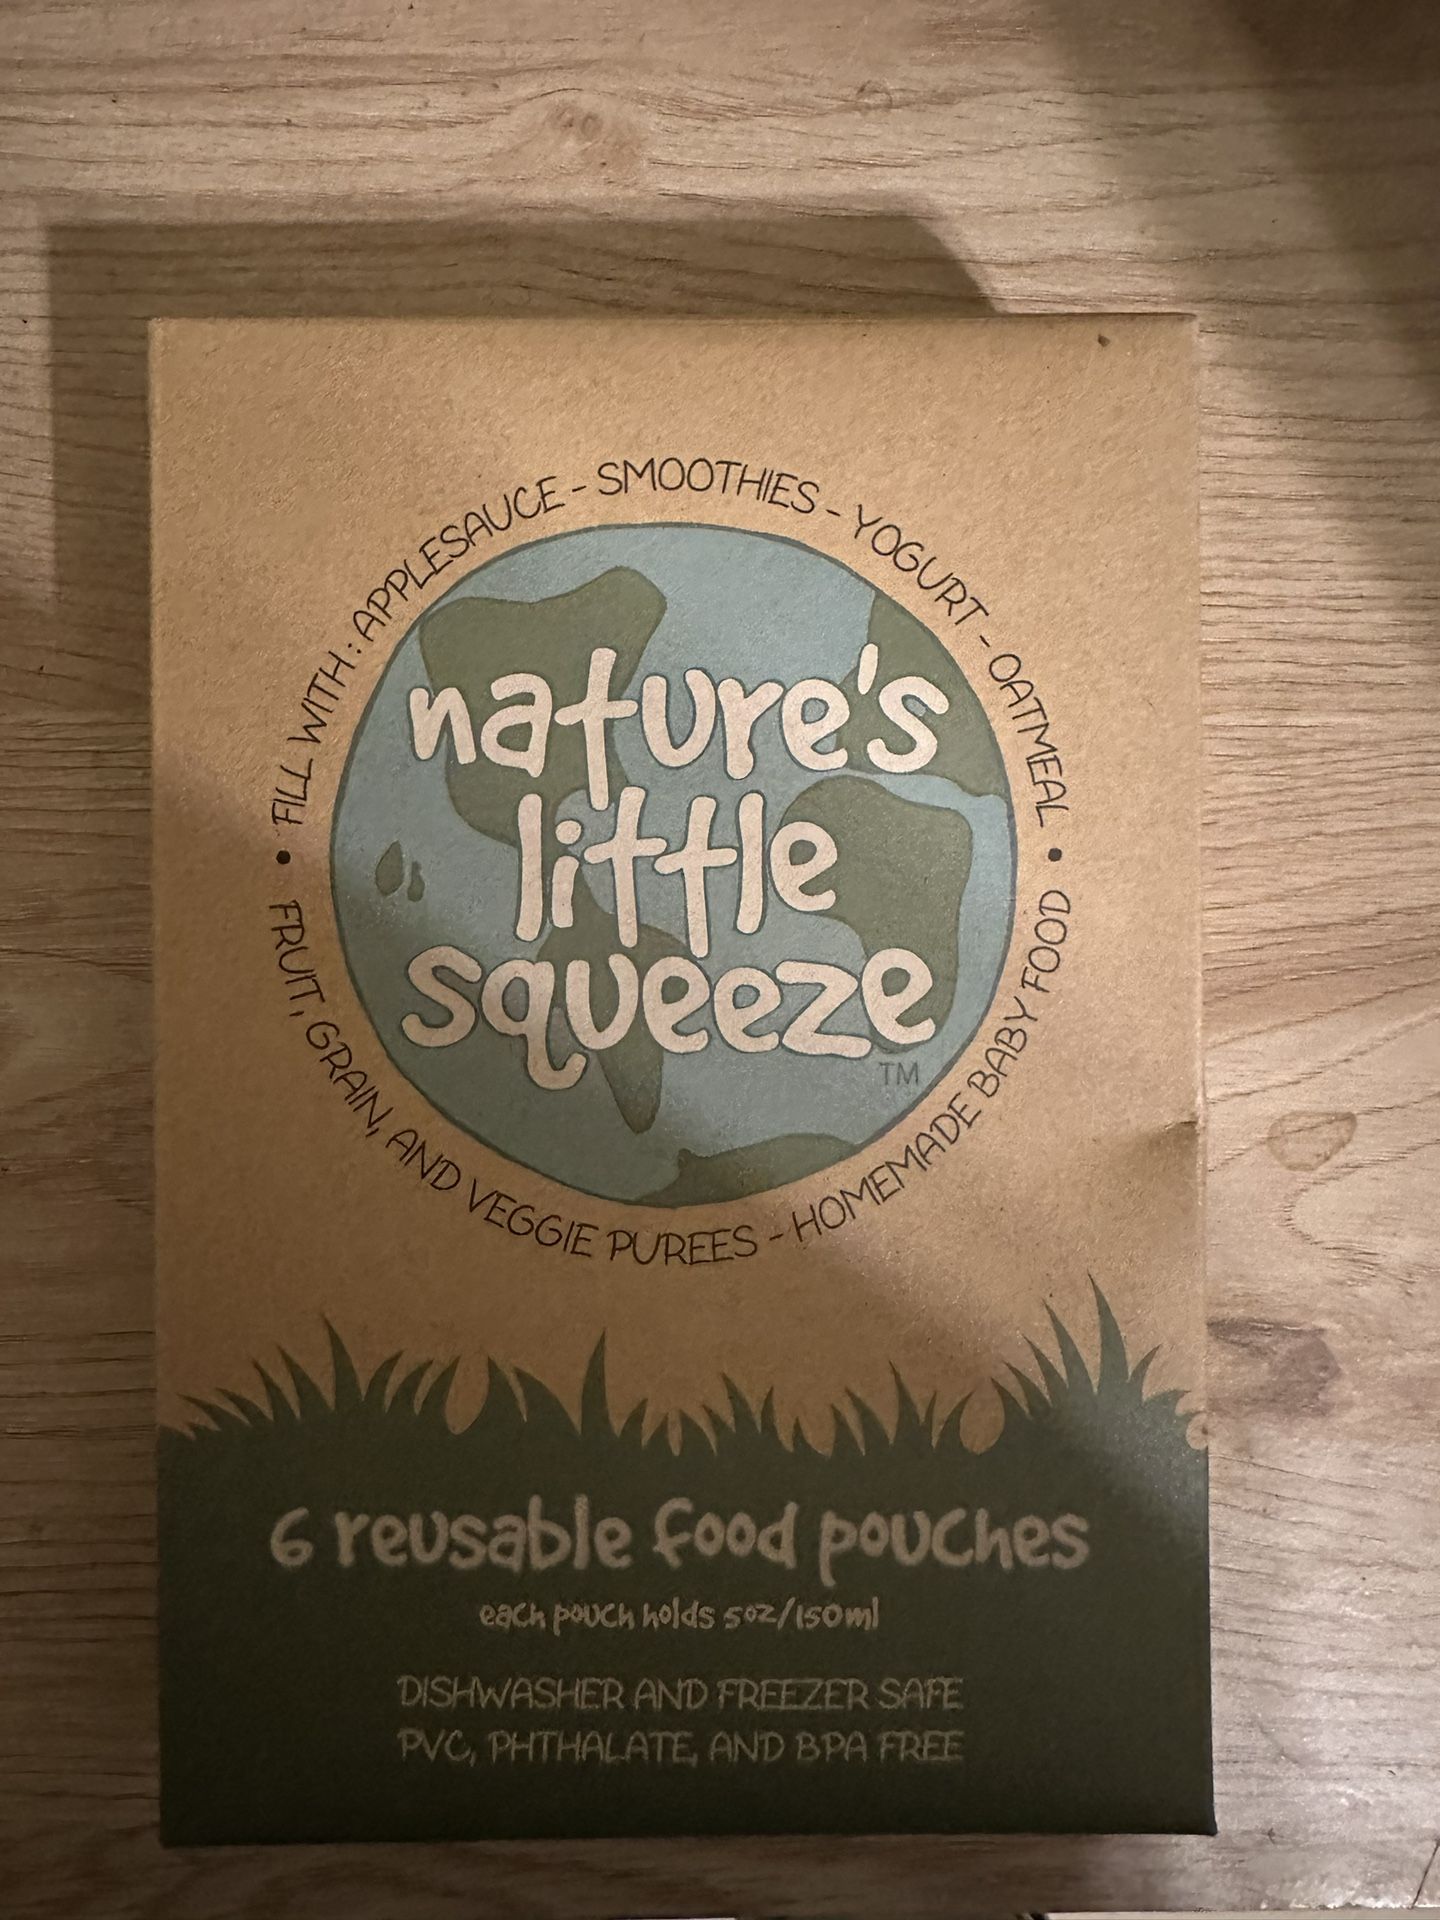 FILL WITH: APPLESAUCE - SMOOTHIES - YOGURT - OATMEAL
nature's
little
squeeze
TM
• FRUIT, GRAIN, AND VEGGIE PUREES - HOMEMADE BABY FOOD •
6 reusable food pouches
each pouch holds 5oz/150ml
DISHWASHER AND FREEZER SAFE
PVC, PHTHALATE, AND BPA FREE